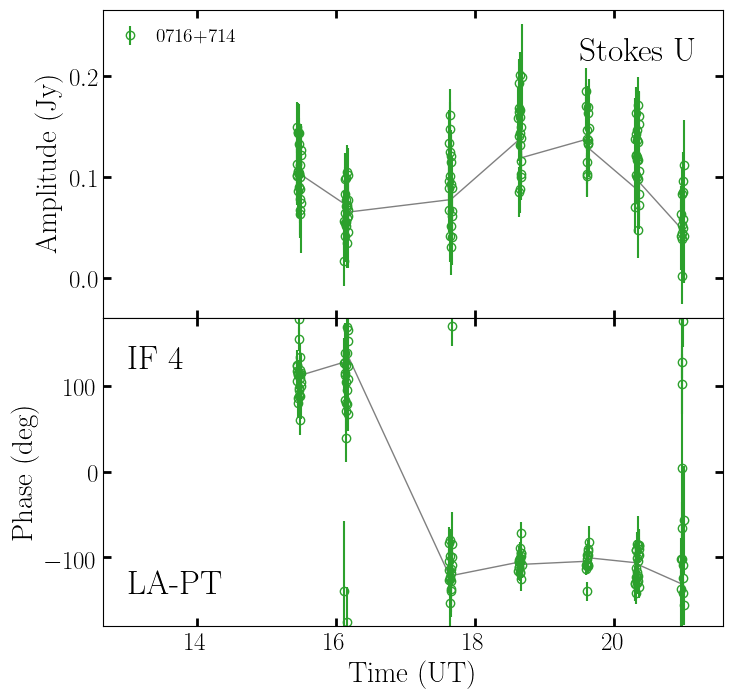 0716+714
Stokes U
0.2
0.1
0.0
Amplitude (Jy)
IF 4
100
0
−100
Phase (deg)
LA-PT
14 16 18 20
Time (UT)